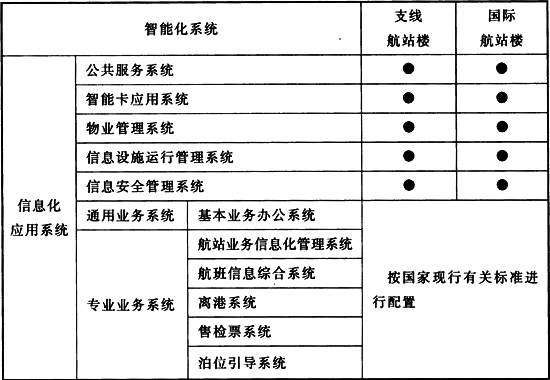 智能化系统
支线
航站楼
国际
航站楼
信息化
应用系统
公共服务系统 ● ●
智能卡应用系统 ● ●
物业管理系统 ● ●
信息设施运行管理系统 ● ●
信息安全管理系统 ● ●
通用业务系统
基本业务办公系统
专业业务系统
航站业务信息化管理系统
航班信息综合系统
离港系统
售检票系统
泊位引导系统
按国家现行有关标准进
行配置